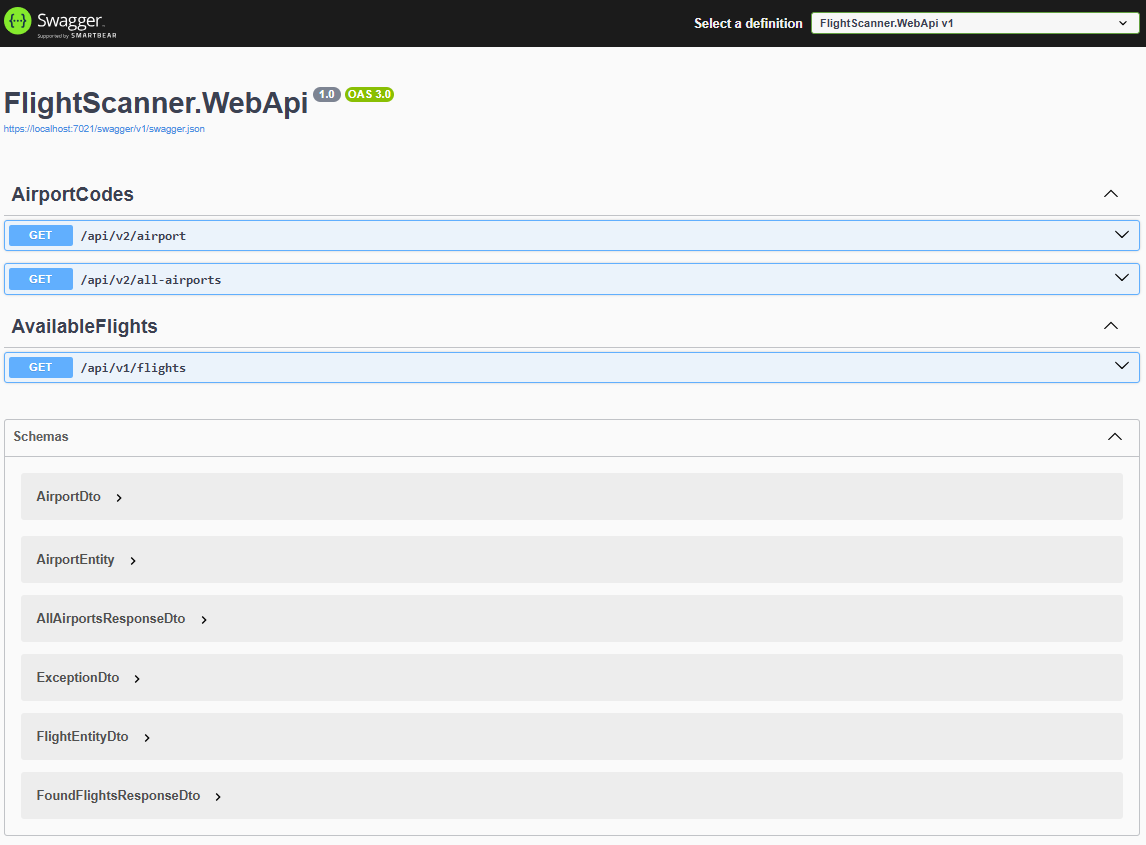 Swagger
Supported by SMARTBEAR
Select a definition
FlightScanner.WebApi v1
FlightScanner.WebApi 1.0 OAS 3.0
https://localhost:7021/swagger/v1/swagger.json
AirportCodes
GET /api/v2/airport
GET /api/v2/all-airports
AvailableFlights
GET /api/v1/flights
Schemas
AirportDto
AirportEntity
AllAirportsResponseDto
ExceptionDto
FlightEntityDto
FoundFlightsResponseDto